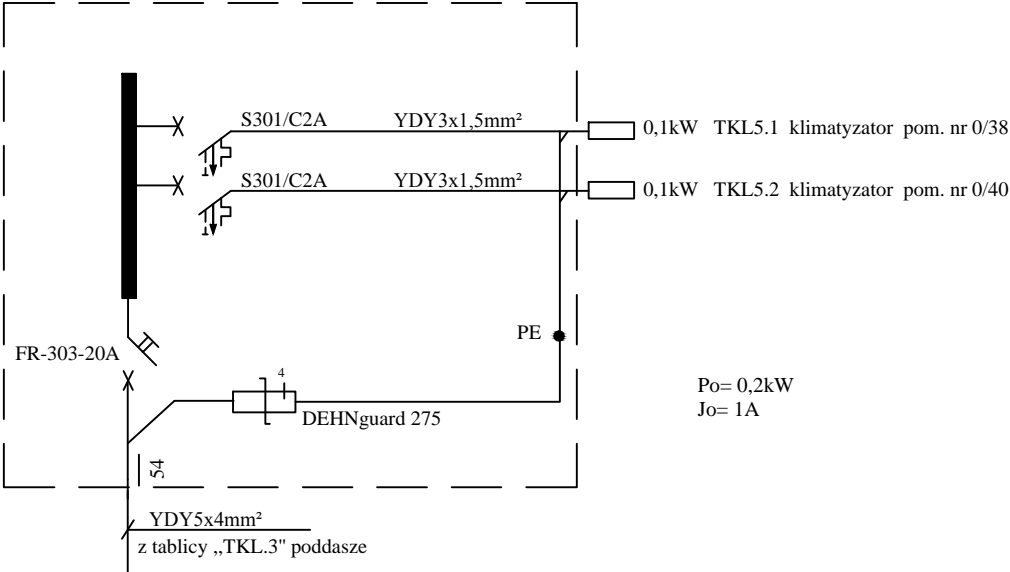 S301/C2A YDY3x1,5mm² 0,1kW TKL5.1 klimatyzator pom. nr 0/38
S301/C2A YDY3x1,5mm² 0,1kW TKL5.2 klimatyzator pom. nr 0/40
PE
FR-303-20A
4
DEHNguard 275
Po= 0,2kW
Jo= 1A
54
YDY5x4mm²
z tablicy ,,TKL.3" poddasze